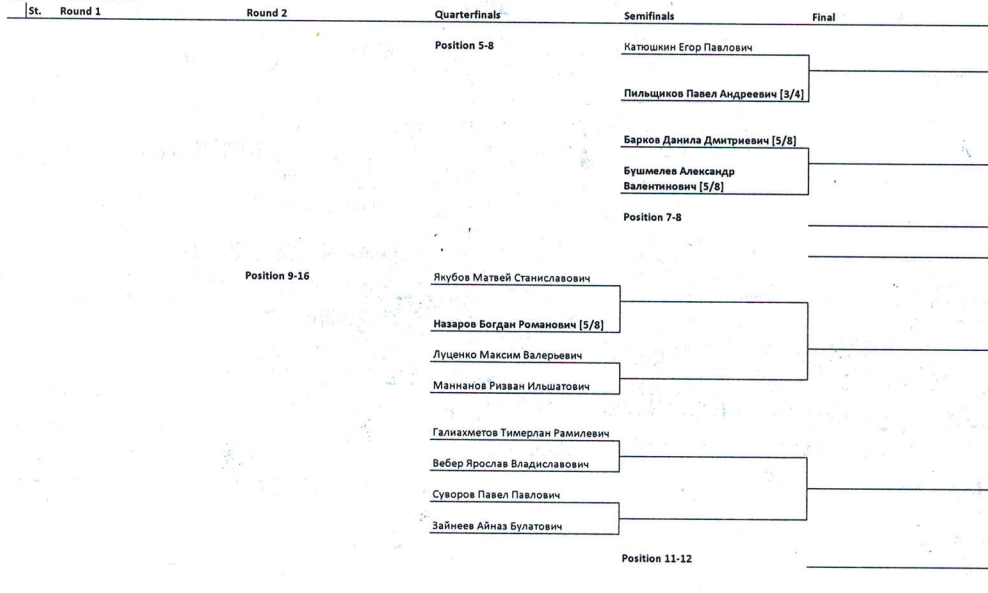 St. Round 1 Round 2 Quarterfinals Semifinals Final
Position 5-8 Катюшкин Егор Павлович
Пильщиков Павел Андреевич [3/4]
Барков Данила Дмитриевич [5/8]
Бушмелев Александр
Валентинович [5/8]
Position 7-8
Position 9-16 Якубов Матвей Станиславович
Назаров Богдан Романович [5/8]
Луценко Максим Валерьевич
Маннанов Ризван Ильшатович
Галиахметов Тимерлан Рамилевич
Вебер Ярослав Владиславович
Суворов Павел Павлович
Зайнеев Айназ Булатович
Position 11-12